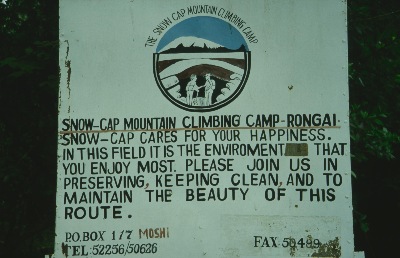 THE SNOW CAP MOUNTAIN CLIMBING CAMP
SNOW-CAP MOUNTAIN CLIMBING CAMP-RONGAI.
SNOW-CAP CARES FOR YOUR HAPPINESS.
IN THIS FIELD IT IS THE ENVIROMENT THAT
YOU ENJOY MOST. PLEASE JOIN US IN
PRESERVING, KEEPING CLEAN, AND TO
MAINTAIN THE BEAUTY OF THIS
ROUTE.
P.O.BOX 1/7 MOSHI
TEL:52256/50626 FAX